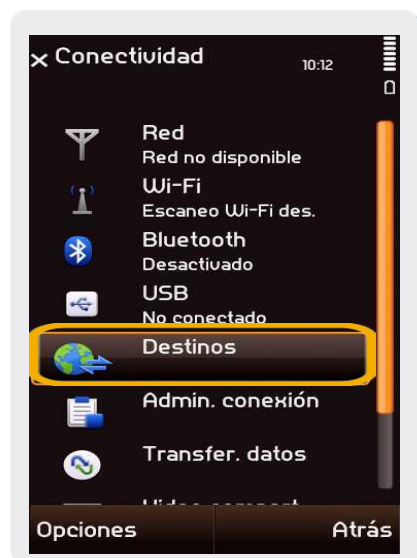 Conectividad
10:12
Red
Red no disponible
Wi-Fi
Escaneo Wi-Fi des.
Bluetooth
Desactivado
USB
No conectado
Destinos
Admin. conexión
Transfer. datos
Opciones
Atrás